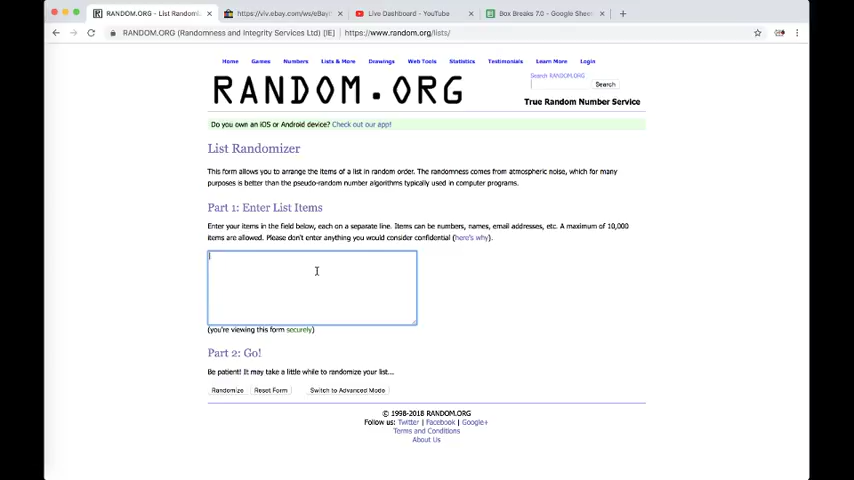 RANDOM.ORG - List Randomiz
https://viv.ebay.com/ws/eBay
Live Dashboard - YouTube
Box Breaks 7.0 - Google Shee
RANDOM.ORG (Randomness and Integrity Services Ltd) [IE] | https://www.random.org/lists/
Home Games Numbers Lists & More Drawings Web Tools Statistics Testimonials Learn More Login
RANDOM.ORG
Search RANDOM.ORG
Search
True Random Number Service
Do you own an iOS or Android device? Check out our app!
List Randomizer
This form allows you to arrange the items of a list in random order. The randomness comes from atmospheric noise, which for many
purposes is better than the pseudo-random number algorithms typically used in computer programs.
Part 1: Enter List Items
Enter your items in the field below, each on a separate line. Items can be numbers, names, email addresses, etc. A maximum of 10,000
items are allowed. Please don't enter anything you would consider confidential (here's why).
(you're viewing this form securely)
Part 2: Go!
Be patient! It may take a little while to randomize your list...
Randomize Reset Form Switch to Advanced Mode
© 1998-2018 RANDOM.ORG
Follow us: Twitter | Facebook | Google+
Terms and Conditions
About Us